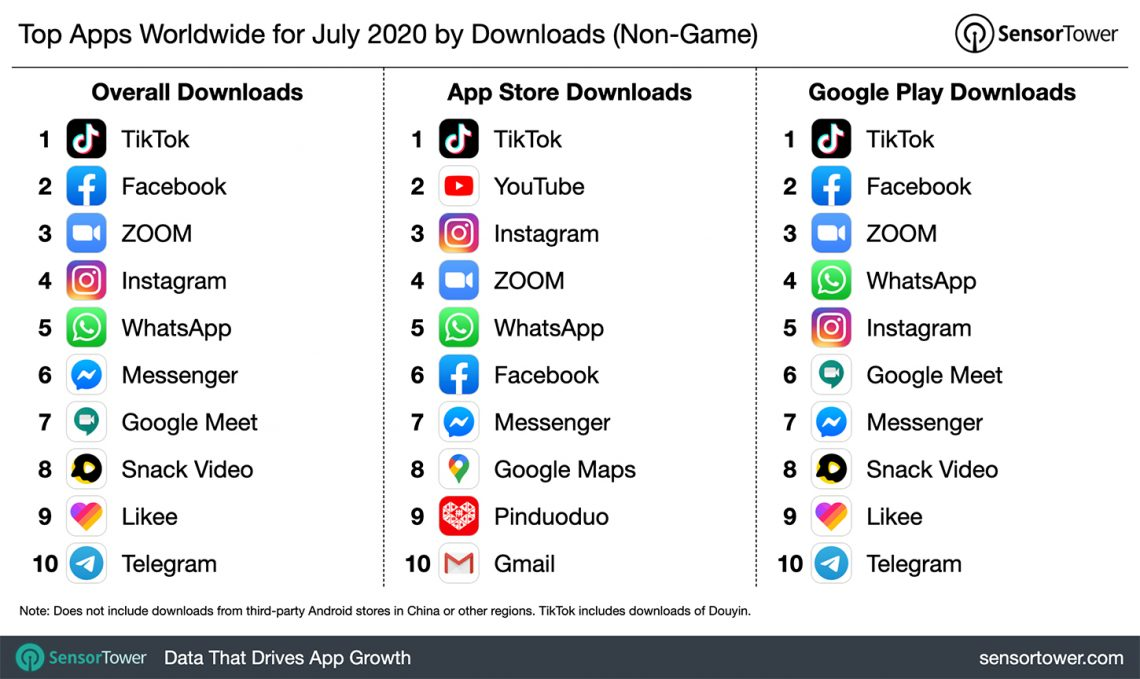 Top Apps Worldwide for July 2020 by Downloads (Non-Game)
SensorTower
Overall Downloads
1 TikTok
2 Facebook
3 ZOOM
4 Instagram
5 WhatsApp
6 Messenger
7 Google Meet
8 Snack Video
9 Likee
10 Telegram
App Store Downloads
1 TikTok
2 YouTube
3 Instagram
4 ZOOM
5 WhatsApp
6 Facebook
7 Messenger
8 Google Maps
9 Pinduoduo
10 Gmail
Google Play Downloads
1 TikTok
2 Facebook
3 ZOOM
4 WhatsApp
5 Instagram
6 Google Meet
7 Messenger
8 Snack Video
9 Likee
10 Telegram
Note: Does not include downloads from third-party Android stores in China or other regions. TikTok includes downloads of Douyin.
SensorTower Data That Drives App Growth sensortower.com